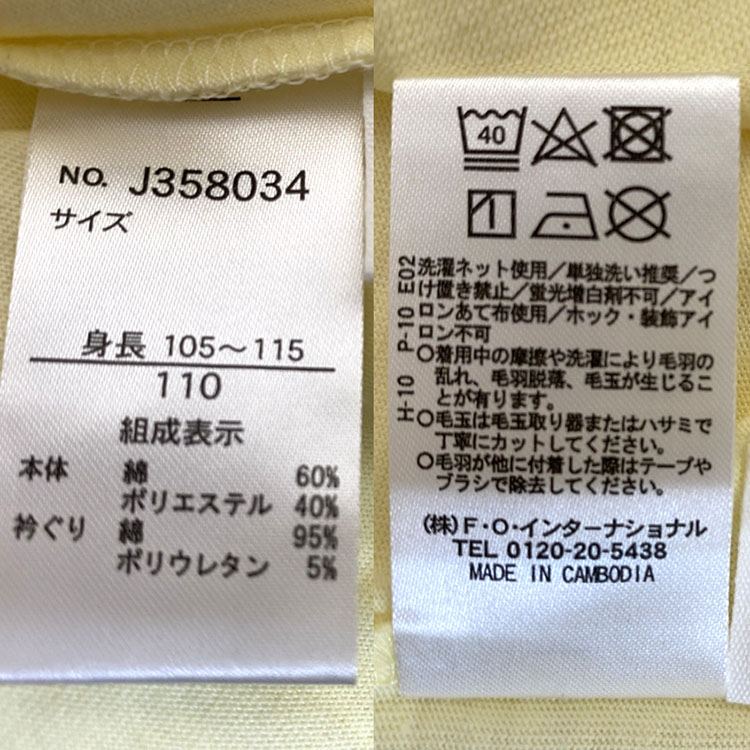 NO. J358034
サイズ
身長 105～115
110
組成表示
本体 綿 60%
ポリエステル 40%
衿ぐり 綿 95%
ポリウレタン 5%
40
H-10 P-10 E02
洗濯ネット使用／単独洗い推奨／つ
け置き禁止／蛍光増白剤不可／アイ
ロンあて布使用／ホック・装飾アイ
ロン不可
○着用中の摩擦や洗濯により毛羽の
乱れ、毛羽脱落、毛玉が生じるこ
とが有ります。
○毛玉は毛玉取り器またはハサミで
丁寧にカットしてください。
○毛羽が他に付着した際はテープや
ブラシで除去してください。
(株)F・O・インターナショナル
TEL 0120-20-5438
MADE IN CAMBODIA